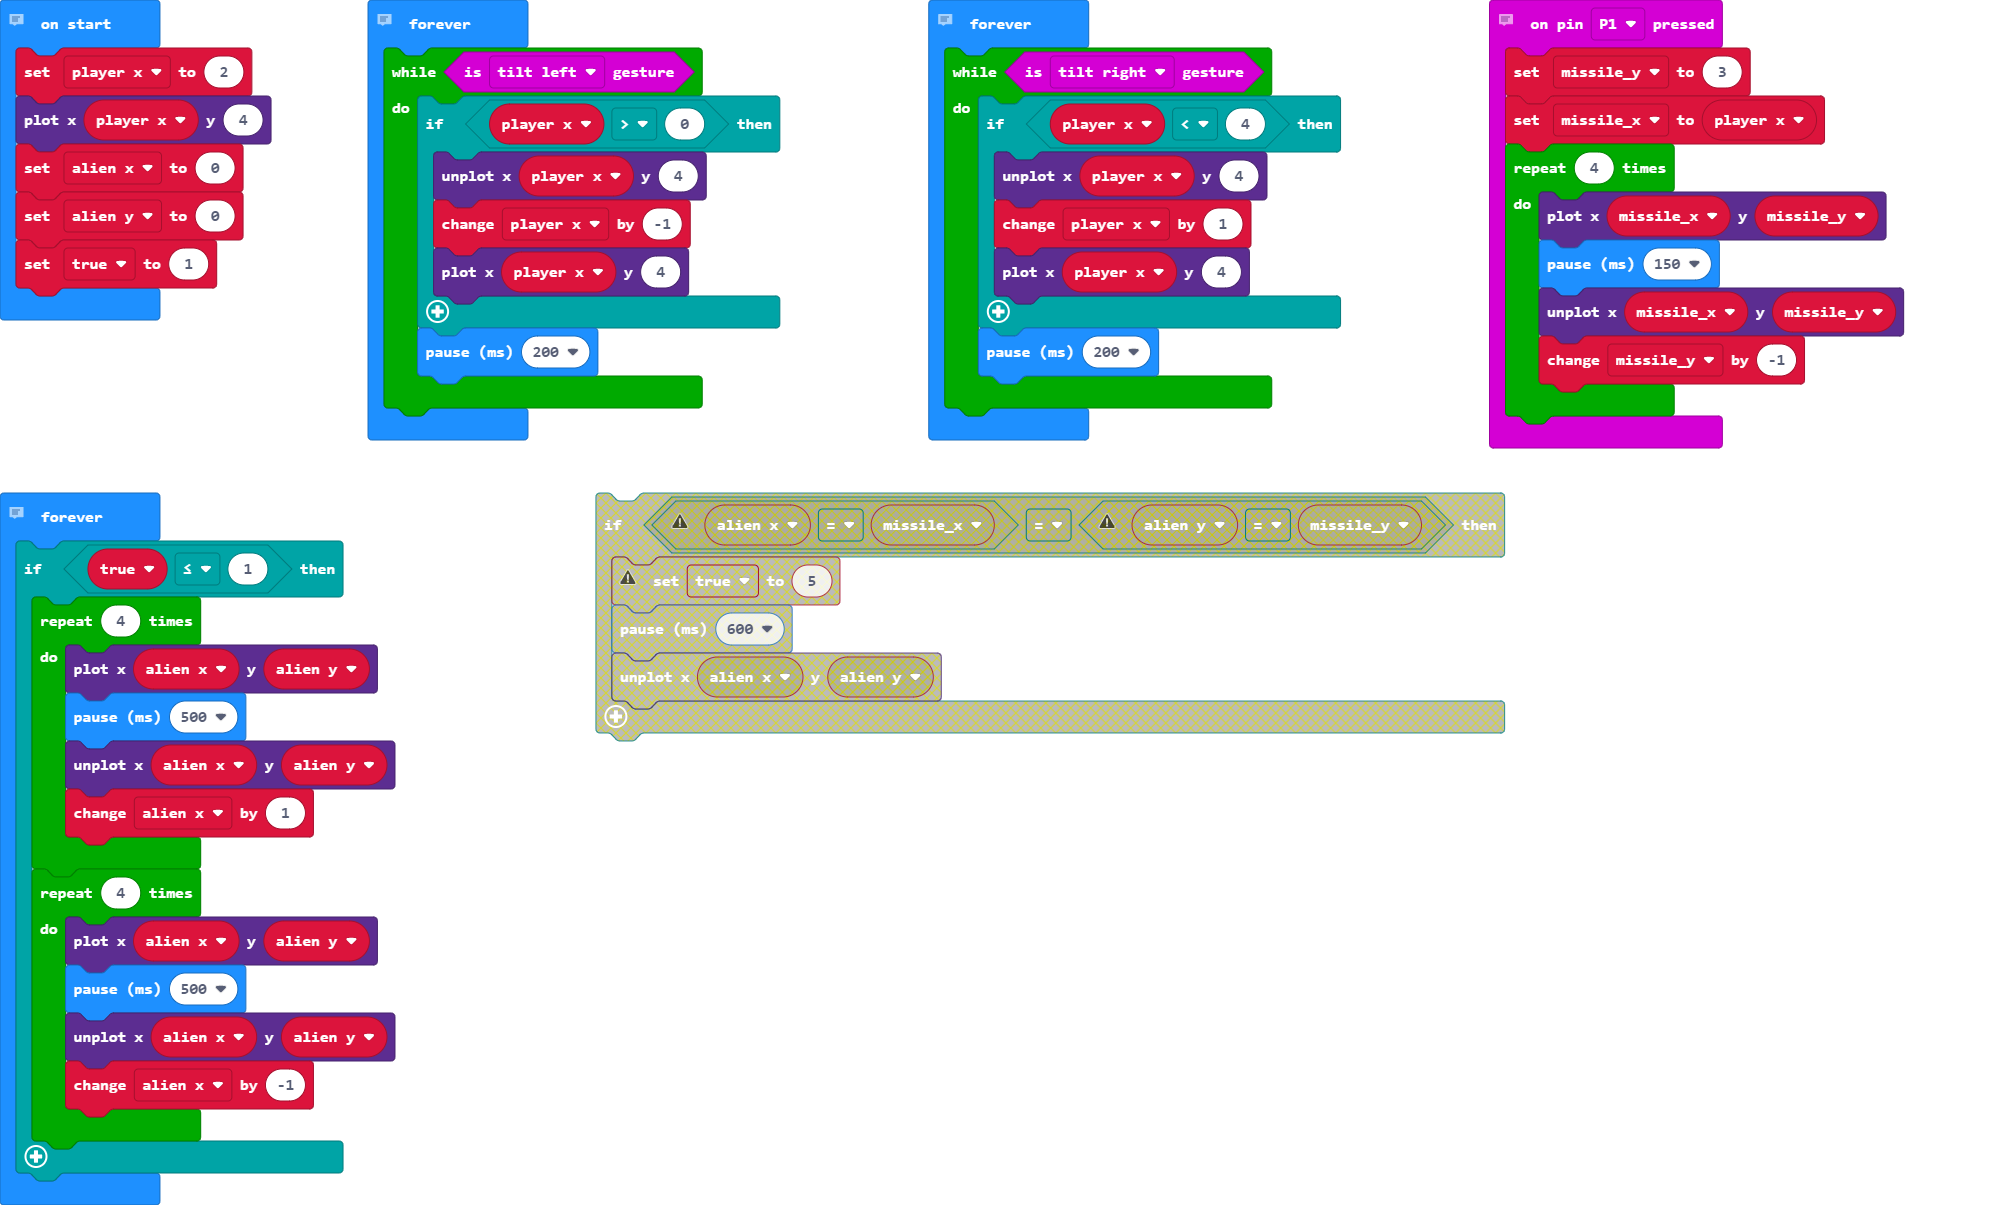 on start
set player x to 2
plot x player x y 4
set alien x to 0
set alien y to 0
set true to 1
forever
while is tilt left gesture
do
if player x > 0 then
unplot x player x y 4
change player x by -1
plot x player x y 4
pause (ms) 200
forever
while is tilt right gesture
do
if player x < 4 then
unplot x player x y 4
change player x by 1
plot x player x y 4
pause (ms) 200
on pin P1 pressed
set missile_y to 3
set missile_x to player x
repeat 4 times
do
plot x missile_x y missile_y
pause (ms) 150
unplot x missile_x y missile_y
change missile_y by -1
forever
if true ≤ 1 then
repeat 4 times
do
plot x alien x y alien y
pause (ms) 500
unplot x alien x y alien y
change alien x by 1
repeat 4 times
do
plot x alien x y alien y
pause (ms) 500
unplot x alien x y alien y
change alien x by -1
if alien x = missile_x = alien y = missile_y then
set true to 5
pause (ms) 600
unplot x alien x y alien y